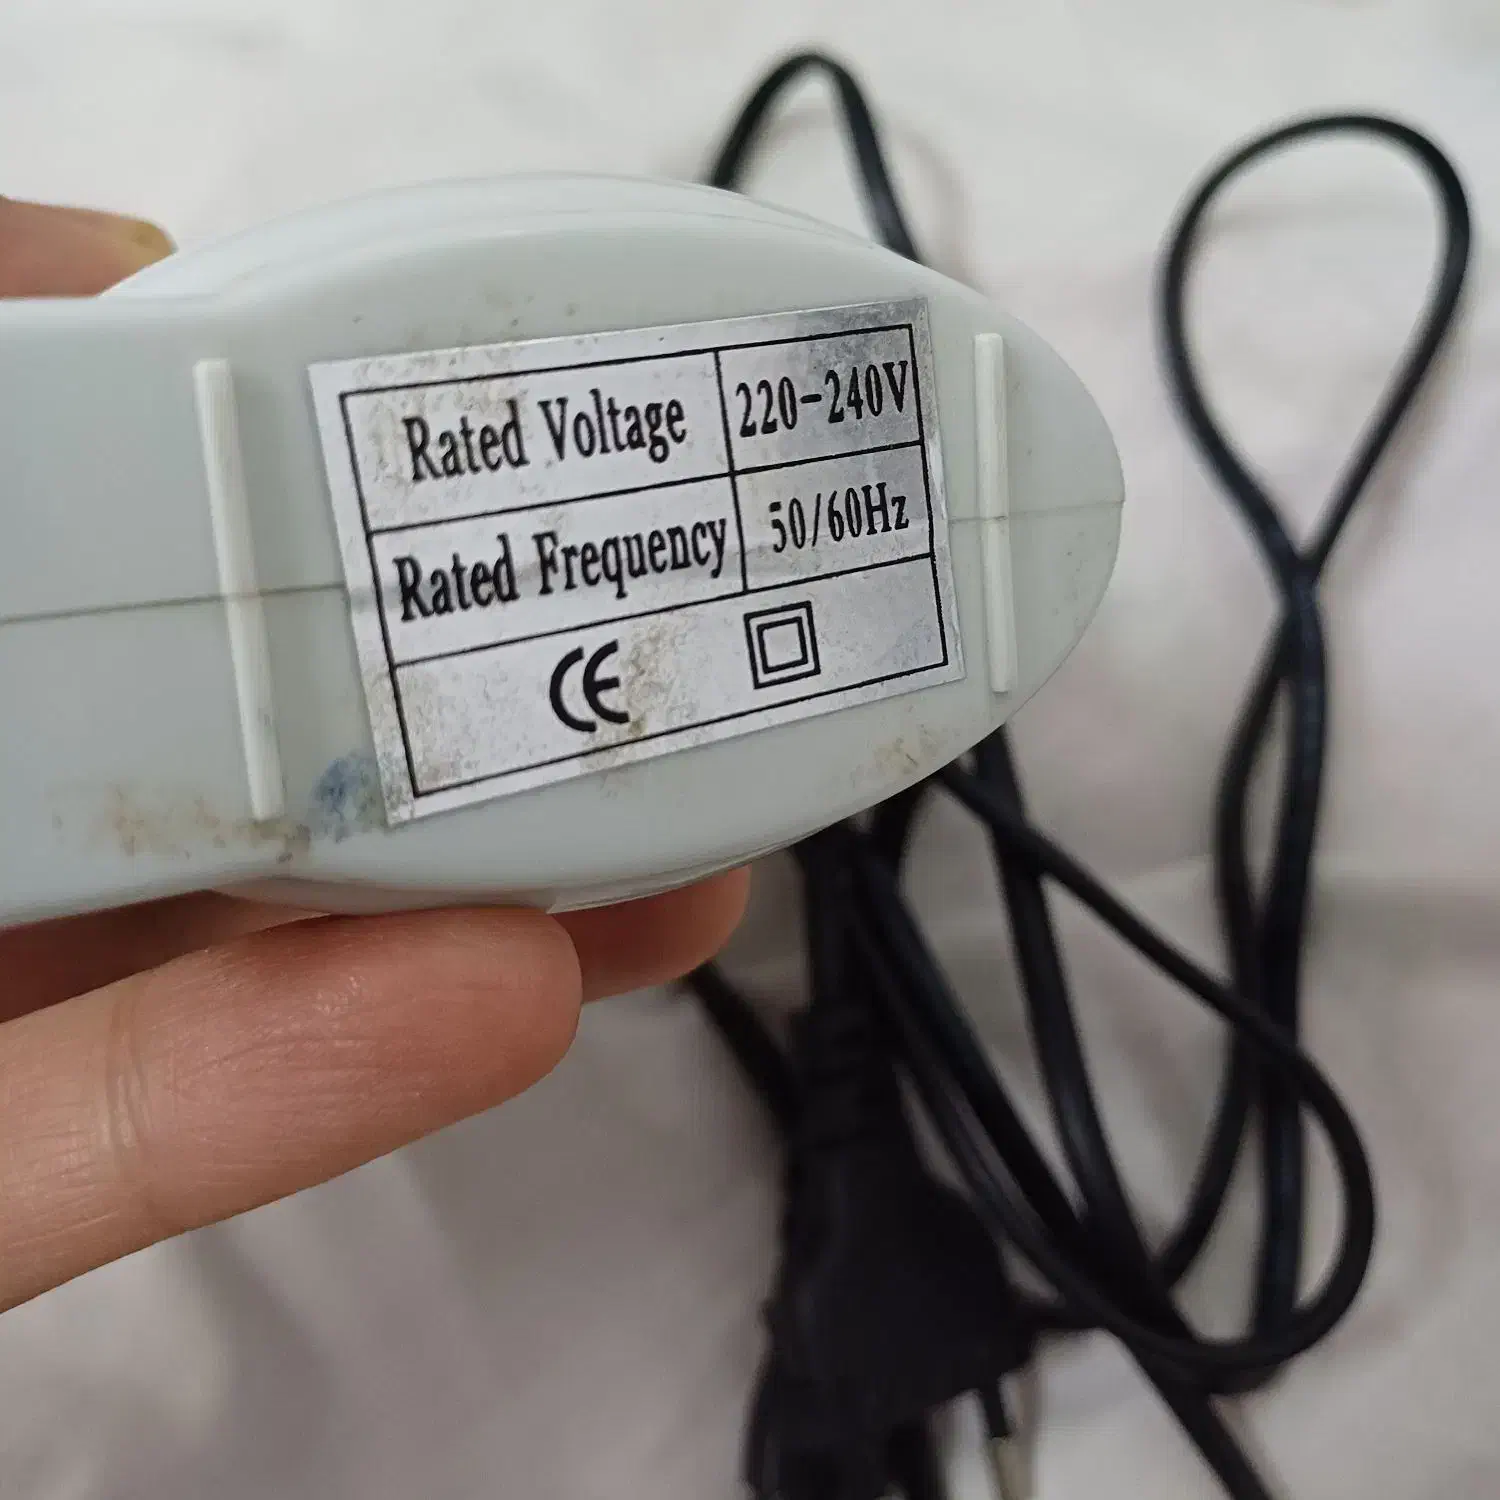 Rated Voltage 220-240V
Rated Frequency 50/60Hz
CE